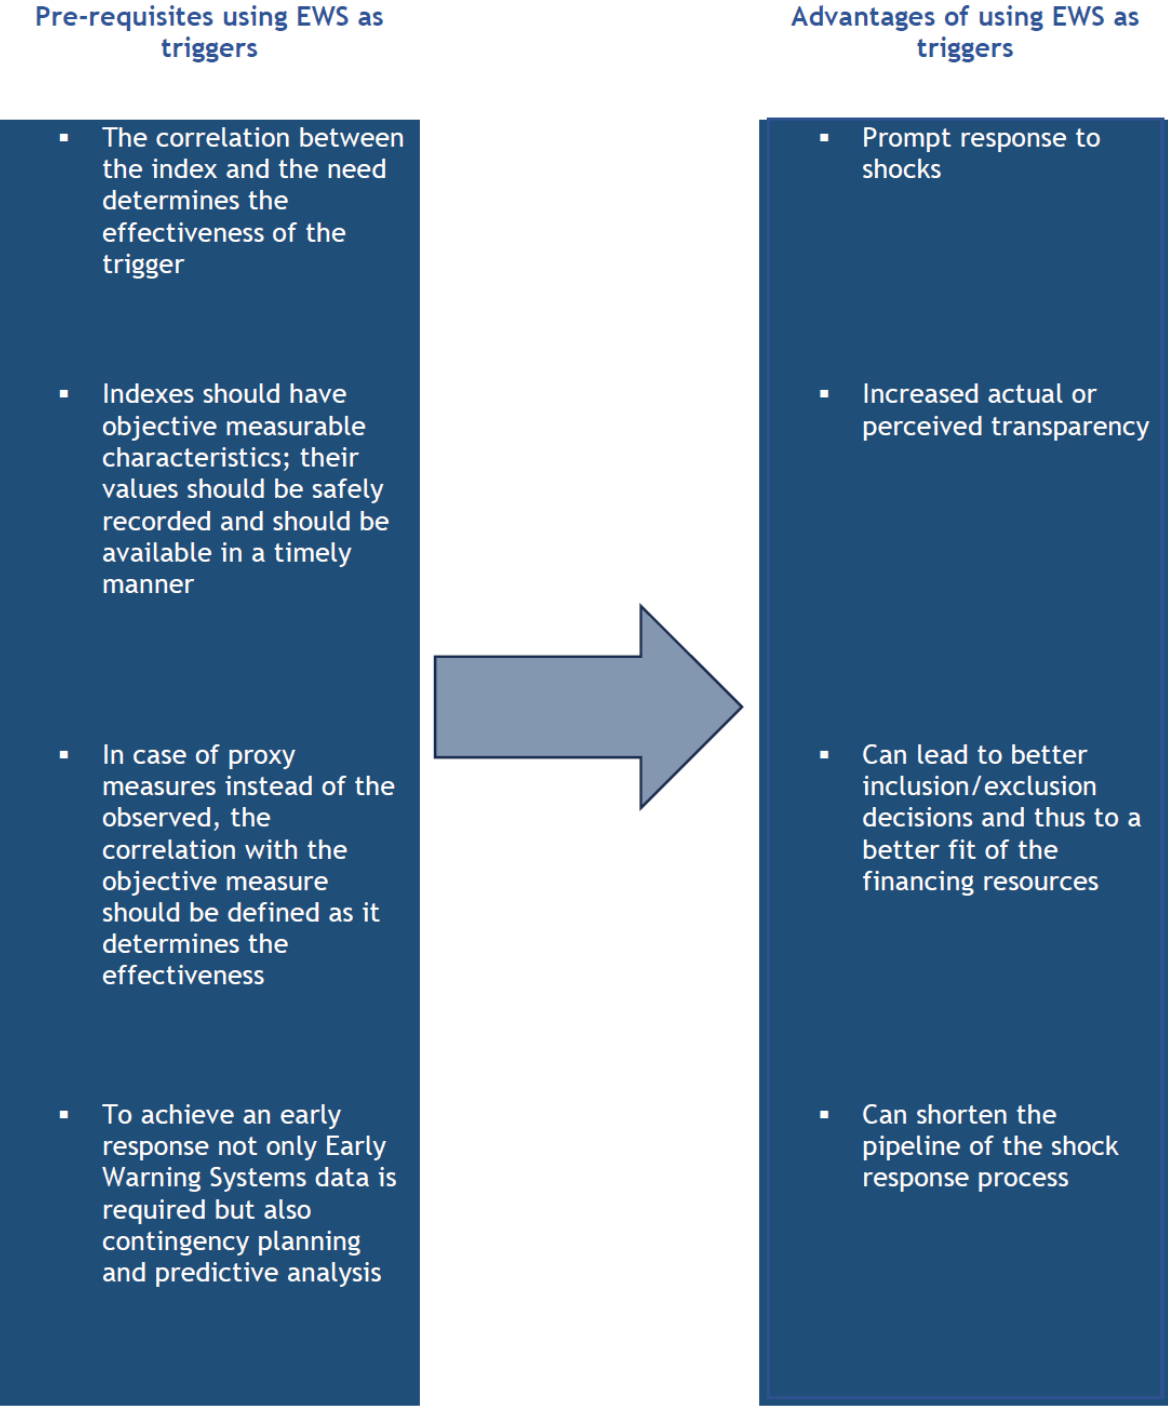 Pre-requisites using EWS as
triggers
▪ The correlation between
the index and the need
determines the
effectiveness of the
trigger
▪ Indexes should have
objective measurable
characteristics; their
values should be safely
recorded and should be
available in a timely
manner
▪ In case of proxy
measures instead of the
observed, the
correlation with the
objective measure
should be defined as it
determines the
effectiveness
▪ To achieve an early
response not only Early
Warning Systems data is
required but also
contingency planning
and predictive analysis
Advantages of using EWS as
triggers
▪ Prompt response to
shocks
▪ Increased actual or
perceived transparency
▪ Can lead to better
inclusion/exclusion
decisions and thus to a
better fit of the
financing resources
▪ Can shorten the
pipeline of the shock
response process